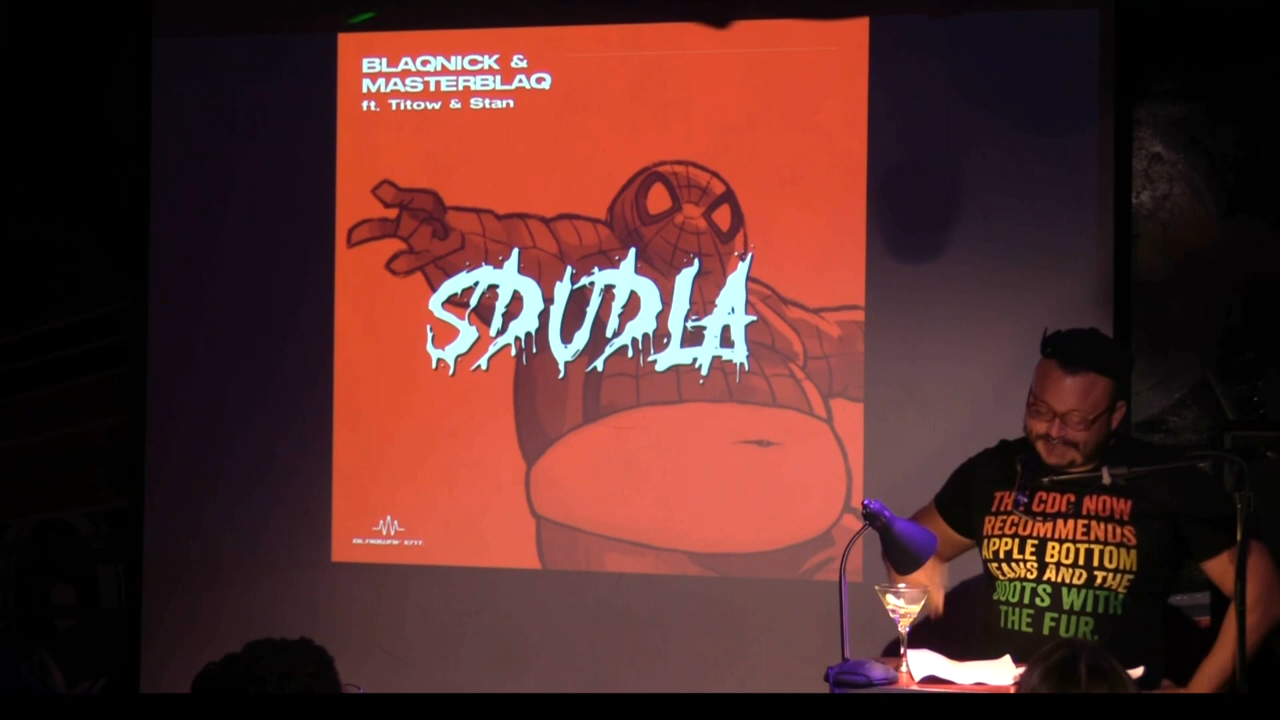 BLAQNICK &
MASTERBLAQ
ft. Titow & Stan
SDUDLA
THE CDC NOW
RECOMMENDS
APPLE BOTTOM
JEANS AND THE
BOOTS WITH
THE FUR.